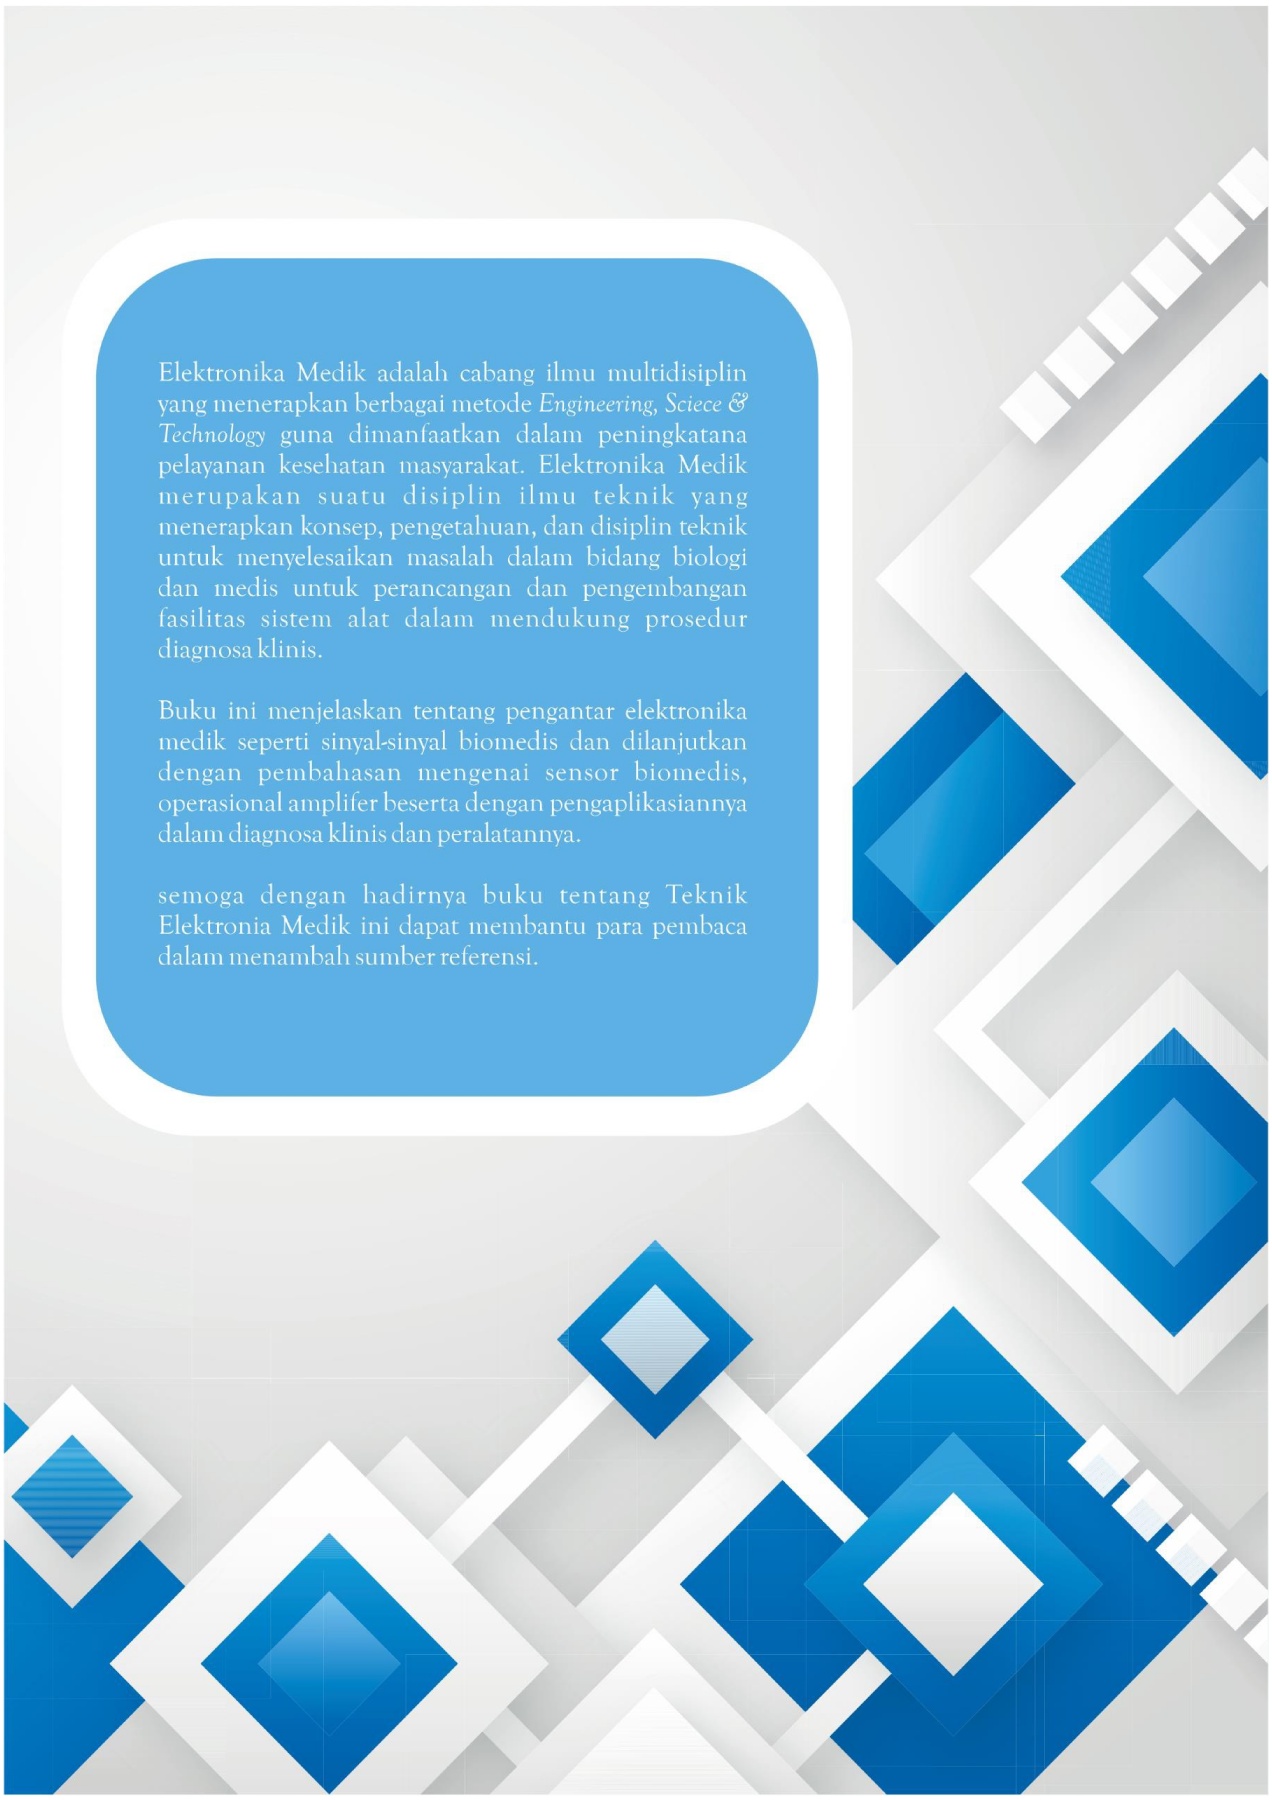 Elektronika Medik adalah cabang ilmu multidisiplin
yang menerapkan berbagai metode Engineering, Sciece &
Technology guna dimanfaatkan dalam peningkatana
pelayanan kesehatan masyarakat. Elektronika Medik
merupakan suatu disiplin ilmu teknik yang
menerapkan konsep, pengetahuan, dan disiplin teknik
untuk menyelesaikan masalah dalam bidang biologi
dan medis untuk perancangan dan pengembangan
fasilitas sistem alat dalam mendukung prosedur
diagnosa klinis.
Buku ini menjelaskan tentang pengantar elektronika
medik seperti sinyal-sinyal biomedis dan dilanjutkan
dengan pembahasan mengenai sensor biomedis,
operasional amplifer beserta dengan pengaplikasiannya
dalam diagnosa klinis dan peralatannya.
semoga dengan hadirnya buku tentang Teknik
Elektronia Medik ini dapat membantu para pembaca
dalam menambah sumber referensi.